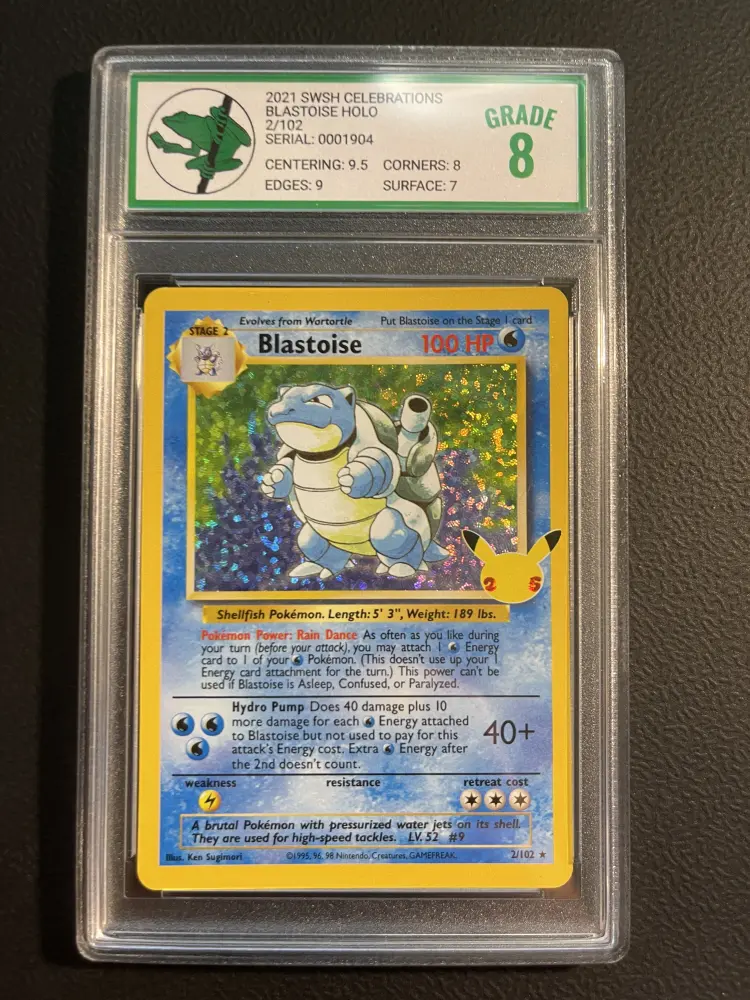 2021 SWSH CELEBRATIONS
BLASTOISE HOLO
2/102
SERIAL: 0001904
CENTERING: 9.5 CORNERS: 8
EDGES: 9 SURFACE: 7
GRADE
8
Evolves from Wartortle Put Blastoise on the Stage 1 card
STAGE 2
Blastoise 100 HP
25
Shellfish Pokémon. Length: 5' 3", Weight: 189 lbs.
Pokémon Power: Rain Dance As often as you like during
your turn (before your attack), you may attach 1 Energy
card to 1 of your Pokémon. (This doesn't use up your 1
Energy card attachment for the turn.) This power can't be
used if Blastoise is Asleep, Confused, or Paralyzed.
Hydro Pump Does 40 damage plus 10
more damage for each Energy attached
to Blastoise but not used to pay for this
attack's Energy cost. Extra Energy after
the 2nd doesn't count.
40+
weakness resistance retreat cost
A brutal Pokémon with pressurized water jets on its shell.
They are used for high-speed tackles. LV. 52 #9
Illus. Ken Sugimori ©1995, 96, 98 Nintendo, Creatures, GAMEFREAK. 2/102 ★